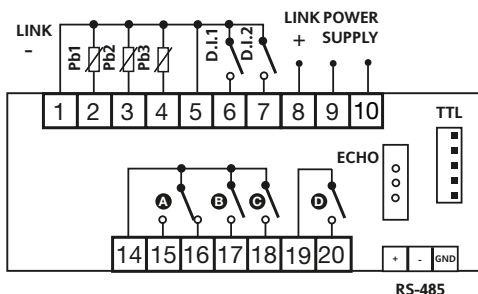 LINK
–
Pb1
Pb2
Pb3
D.I.1
D.I.2
LINK
+
POWER
SUPPLY
1 2 3 4 5 6 7 8 9 10
TTL
ECHO
A B C D
14 15 16 17 18 19 20
+ - GND
RS-485